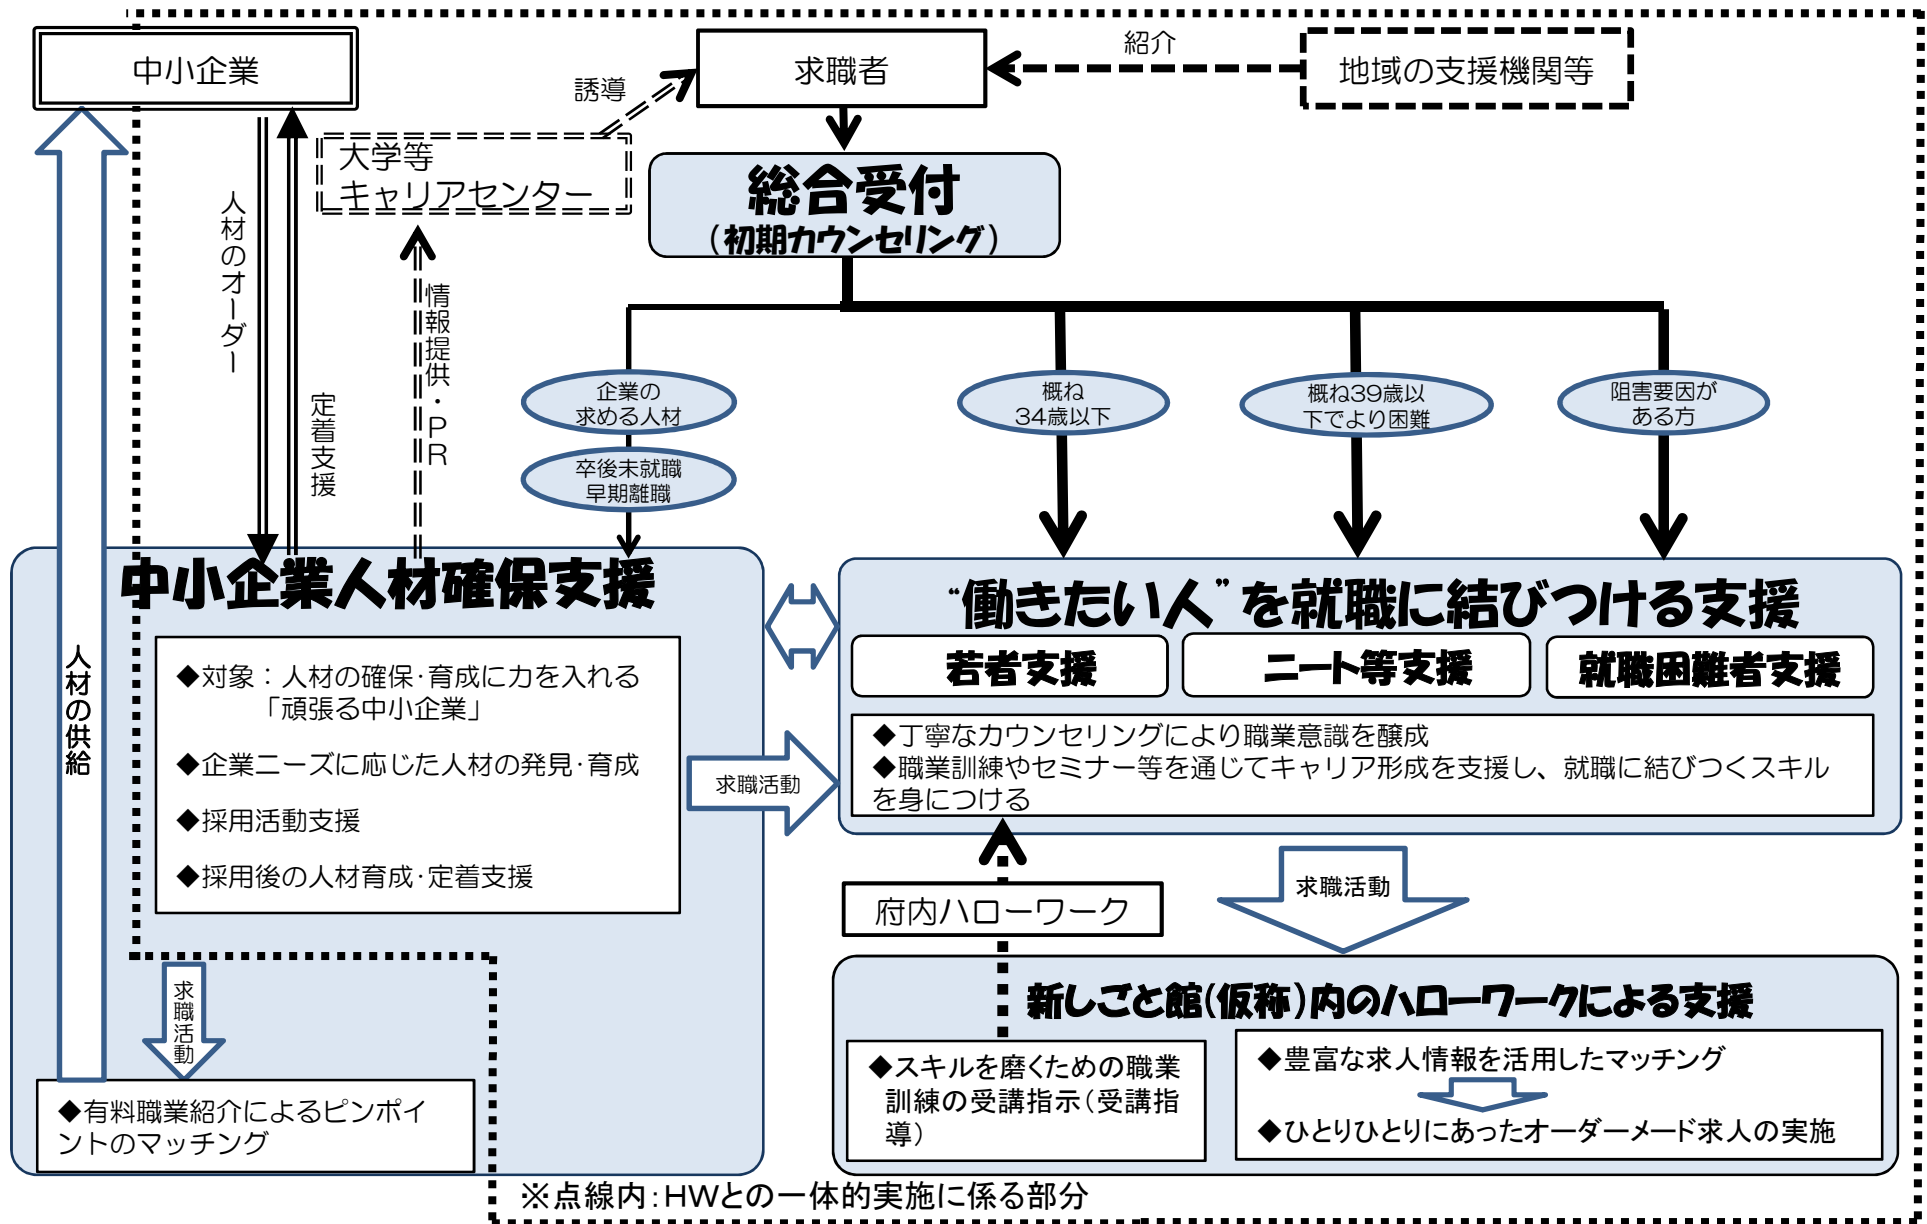 中小企業
求職者
紹介
地域の支援機関等
誘導
大学等
キャリアセンター
総合受付
(初期カウンセリング)
人材のオーダー
定着支援
情報提供・PR
企業の
求める人材
卒後未就職
早期離職
概ね
34歳以下
概ね39歳以
下でより困難
阻害要因が
ある方
人材の供給
中小企業人材確保支援
◆対象：人材の確保･育成に力を入れる
「頑張る中小企業」
◆企業ニーズに応じた人材の発見･育成
◆採用活動支援
◆採用後の人材育成･定着支援
求職活動
“働きたい人”を就職に結びつける支援
若者支援
ニート等支援
就職困難者支援
◆丁寧なカウンセリングにより職業意識を醸成
◆職業訓練やセミナー等を通じてキャリア形成を支援し、就職に結びつくスキル
を身につける
府内ハローワーク
求職活動
新しごと館(仮称)内のハローワークによる支援
◆スキルを磨くための職業
訓練の受講指示（受講指
導）
◆豊富な求人情報を活用したマッチング
◆ひとりひとりにあったオーダーメード求人の実施
求職活動
◆有料職業紹介によるピンポイ
ントのマッチング
※点線内：HWとの一体的実施に係る部分